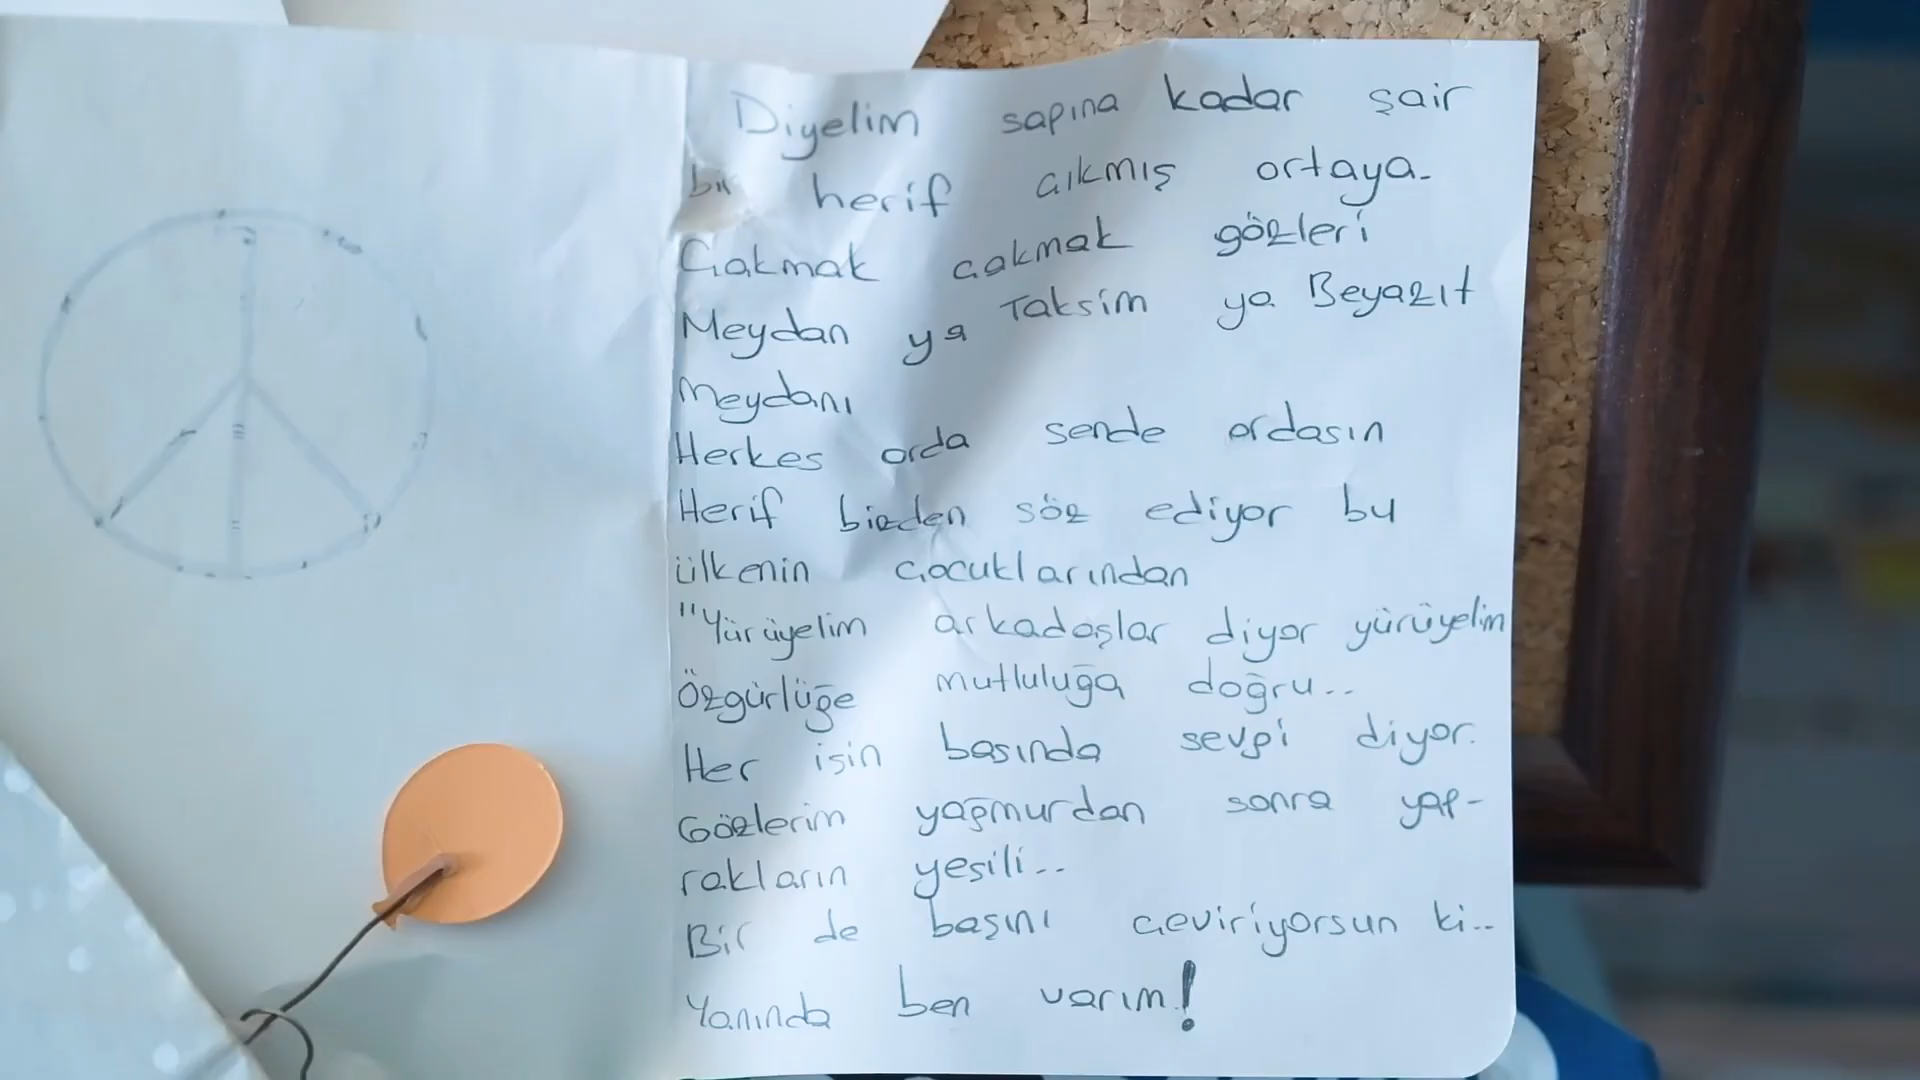 Diyelim sapına kadar şair
bir herif çıkmış ortaya-
Çakmak çakmak gözleri
Meydan ya Taksim ya Beyazıt
Meydanı
Herkes orda sende ordasın
Herif bizden söz ediyor bu
ülkenin çocuklarından
"Yürüyelim arkadaşlar diyor yürüyelim
Özgürlüğe mutluluğa doğru..
Her işin başında sevgi diyor.
Gözlerim yağmurdan sonra yap-
rakların yeşili..
Bir de başını çeviriyorsun ki..
Yanında ben varım!